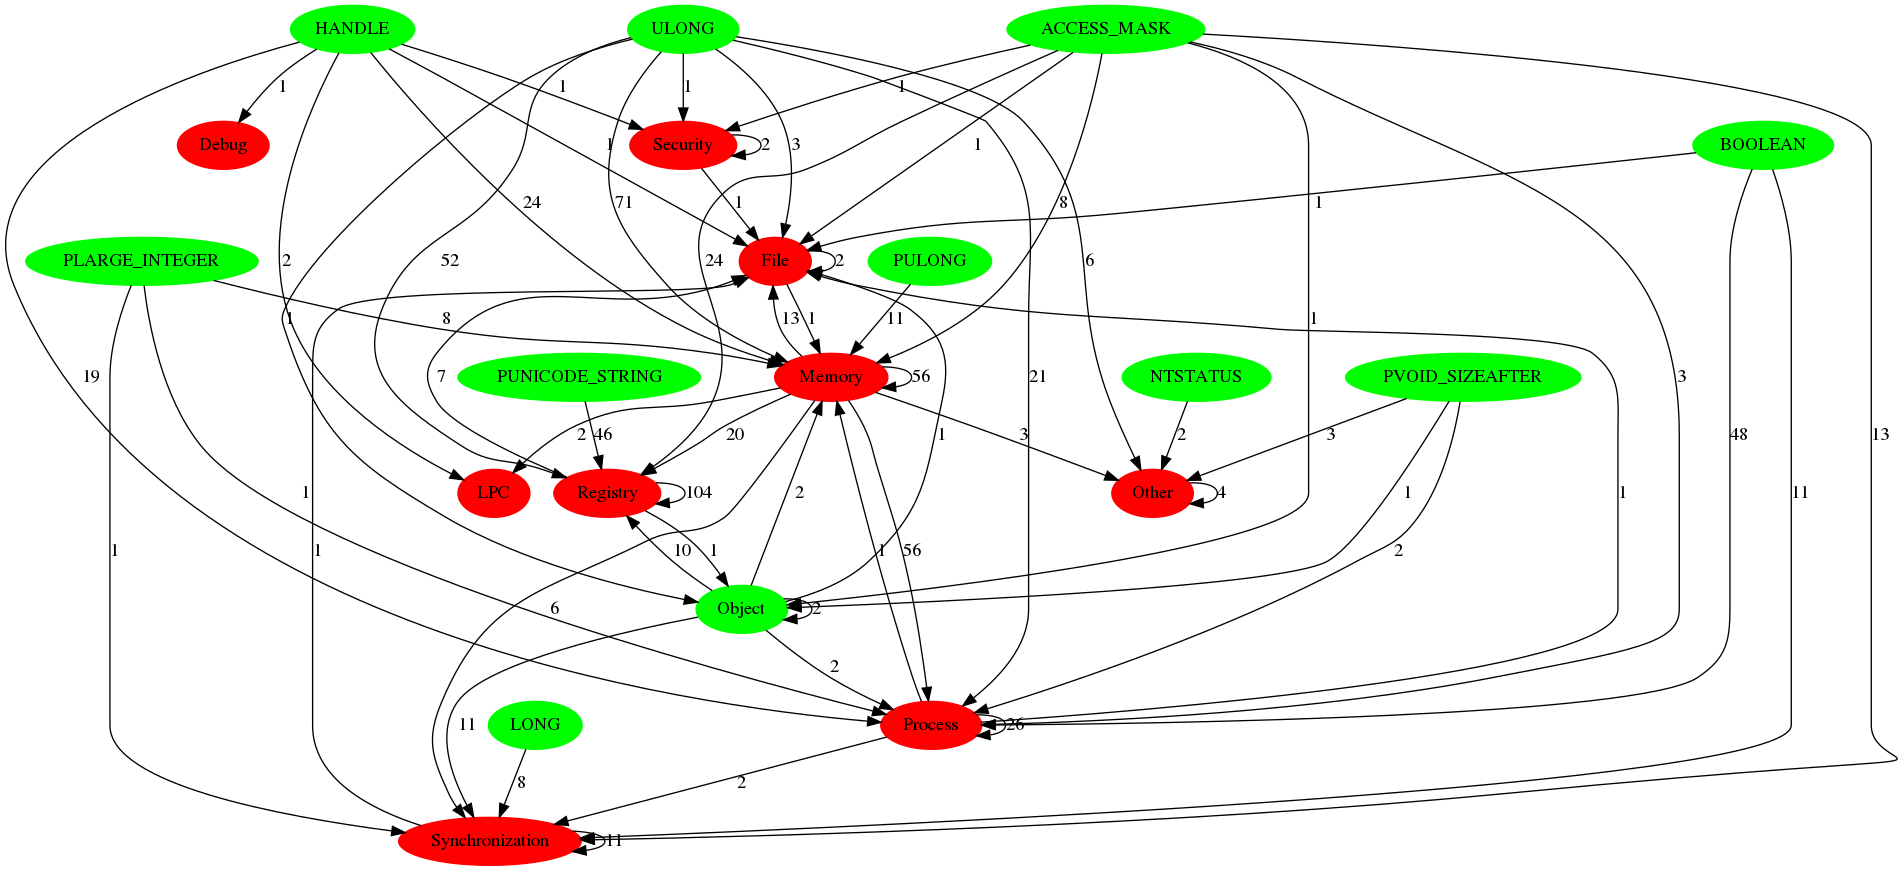 HANDLE ULONG ACCESS_MASK
1 1 1 1
Debug Security 2 1 3 1 BOOLEAN
2 24 71 1 8 1
PLARGE_INTEGER 52 24 File 2 PULONG 6
8 1 13 1 11 1 1
19 PUNICODE_STRING 7 Memory 56 21 NTSTATUS PVOID_SIZEAFTER 3
2 46 20 1 3 2 3 48 13
LPC Registry 104 2 Other 4 1 11
1 1 1 10 1 1 56 2 1
6 Object 2
2
11 LONG Process 26
8 2
Synchronization 11